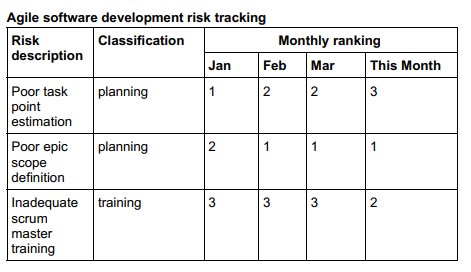 Agile software development risk tracking
Risk description Classification Monthly ranking
Jan Feb Mar This Month
Poor task point estimation planning 1 2 2 3
Poor epic scope definition planning 2 1 1 1
Inadequate scrum master training training 3 3 3 2